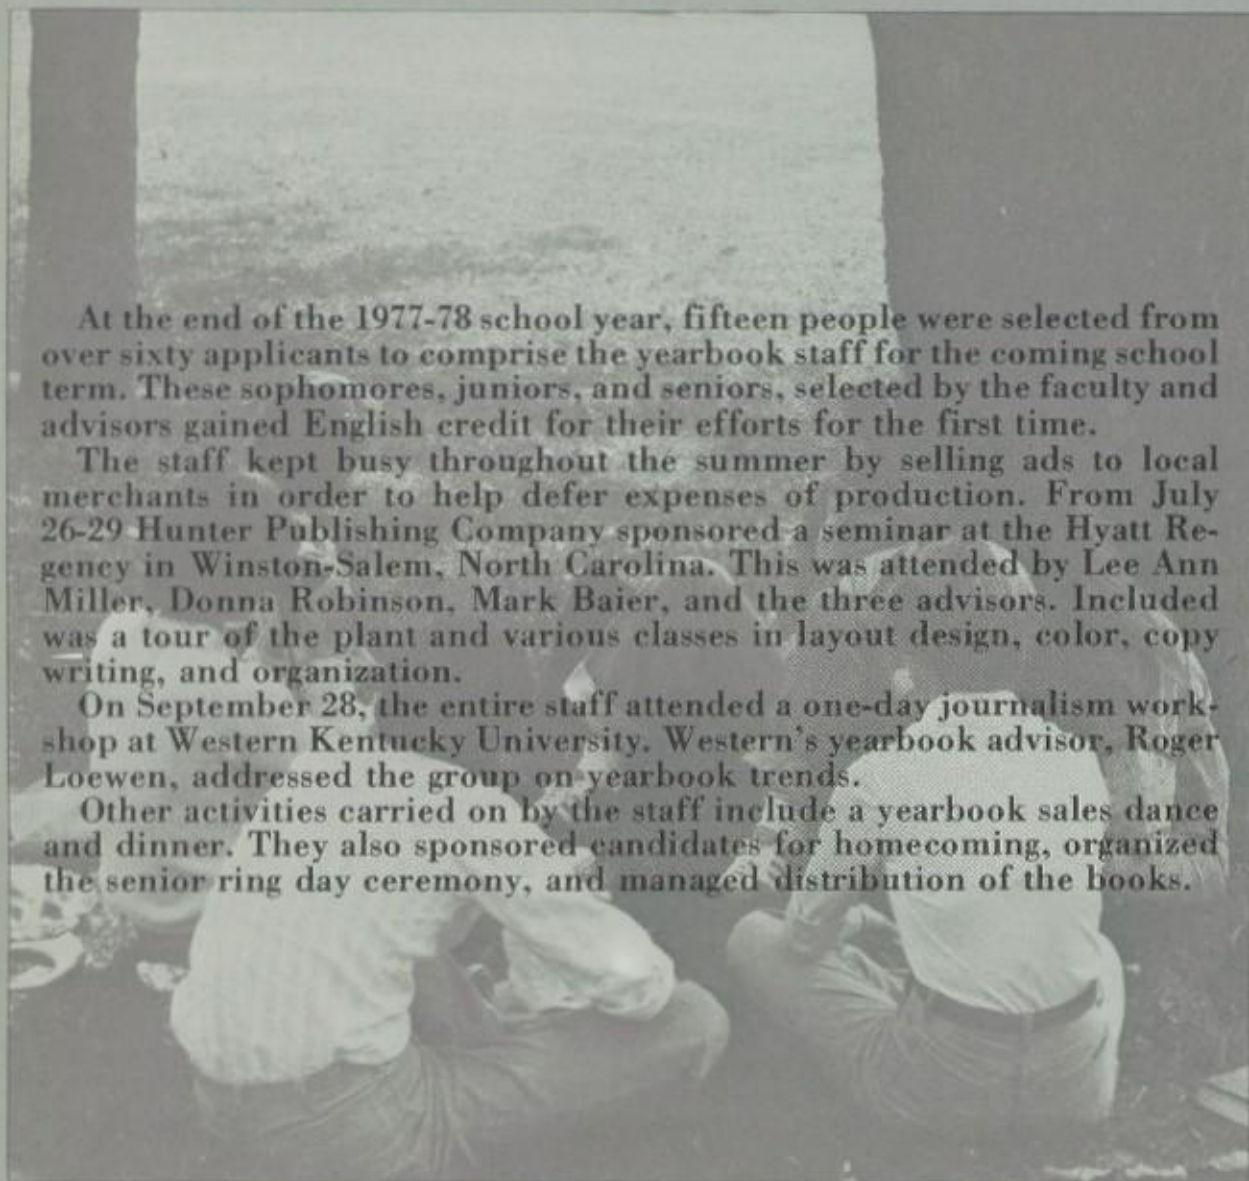 At the end of the 1977-78 school year, fifteen people were selected from
over sixty applicants to comprise the yearbook staff for the coming school
term. These sophomores, juniors, and seniors, selected by the faculty and
advisors gained English credit for their efforts for the first time.
The staff kept busy throughout the summer by selling ads to local
merchants in order to help defer expenses of production. From July
26-29 Hunter Publishing Company sponsored a seminar at the Hyatt Re-
gency in Winston-Salem, North Carolina. This was attended by Lee Ann
Miller, Donna Robinson, Mark Baier, and the three advisors. Included
was a tour of the plant and various classes in layout design, color, copy
writing, and organization.
On September 28, the entire staff attended a one-day journalism work-
shop at Western Kentucky University. Western's yearbook advisor, Roger
Loewen, addressed the group on yearbook trends.
Other activities carried on by the staff include a yearbook sales dance
and dinner. They also sponsored candidates for homecoming, organized
the senior ring day ceremony, and managed distribution of the books.